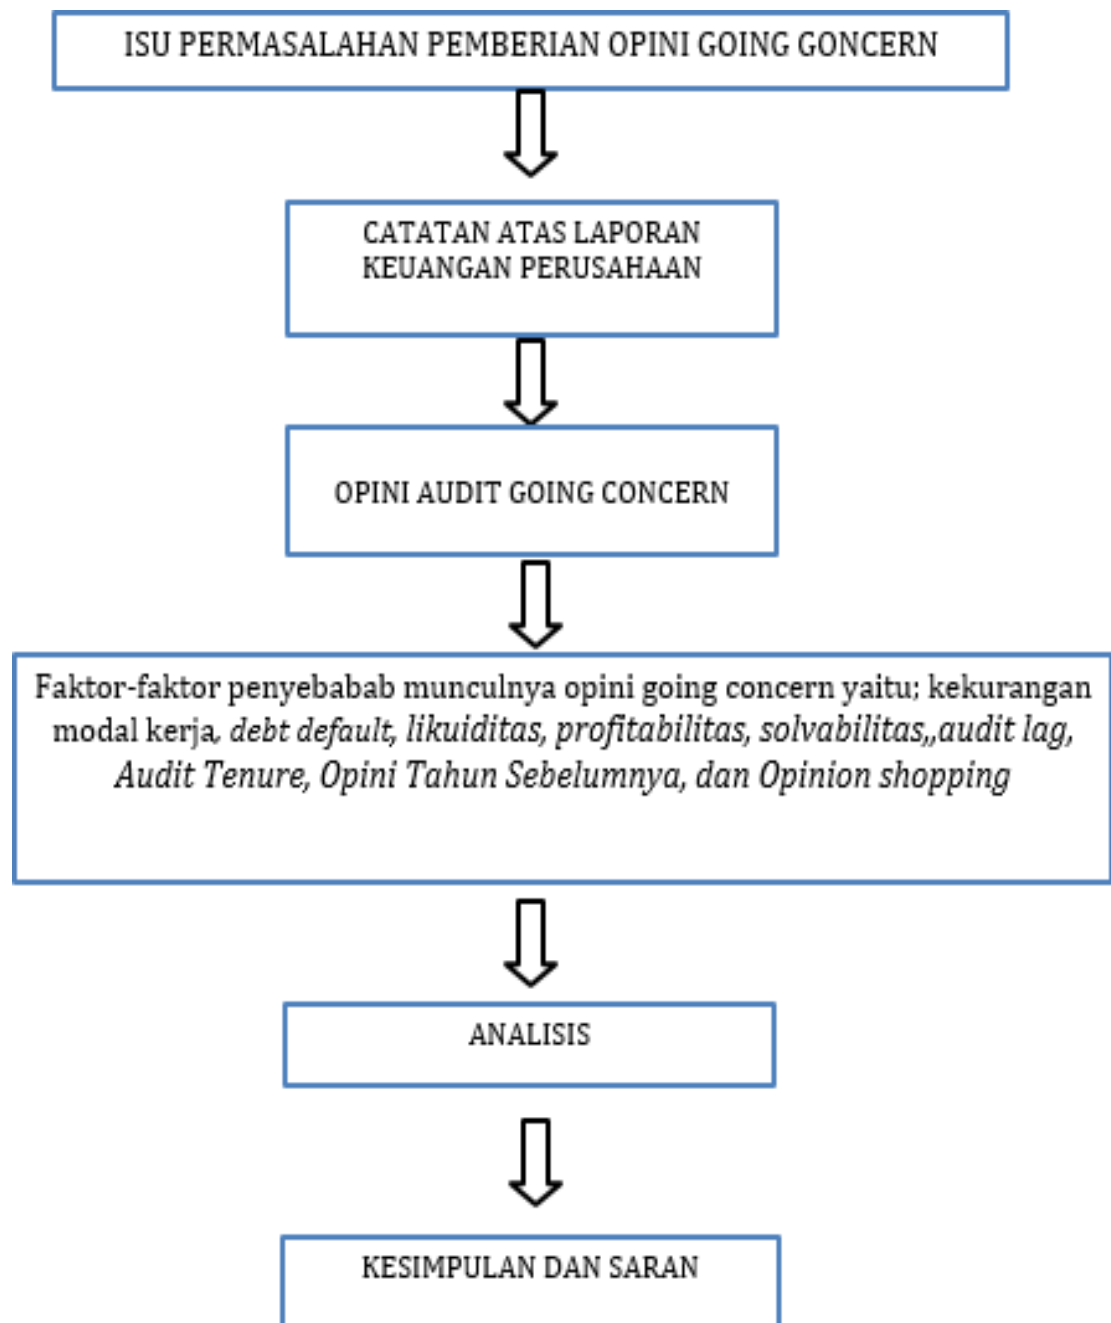 ISU PERMASALAHAN PEMBERIAN OPINI GOING GONCERN
CATATAN ATAS LAPORAN
KEUANGAN PERUSAHAAN
OPINI AUDIT GOING CONCERN
Faktor-faktor penyebabab munculnya opini going concern yaitu; kekurangan
modal kerja, debt default, likuiditas, profitabilitas, solvabilitas,,audit lag,
Audit Tenure, Opini Tahun Sebelumnya, dan Opinion shopping
ANALISIS
KESIMPULAN DAN SARAN